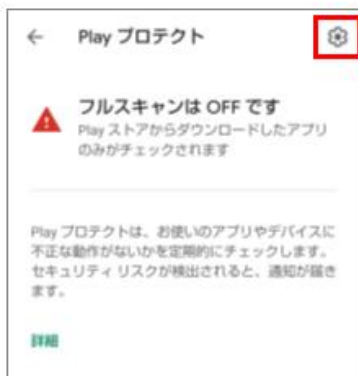 Play プロテクト
フルスキャンは OFF です
Play ストアからダウンロードしたアプリ
のみがチェックされます
Play プロテクトは、お使いのアプリやデバイスに
不正な動作がないかを定期的にチェックします。
セキュリティ リスクが検出されると、通知が届き
ます。
詳細